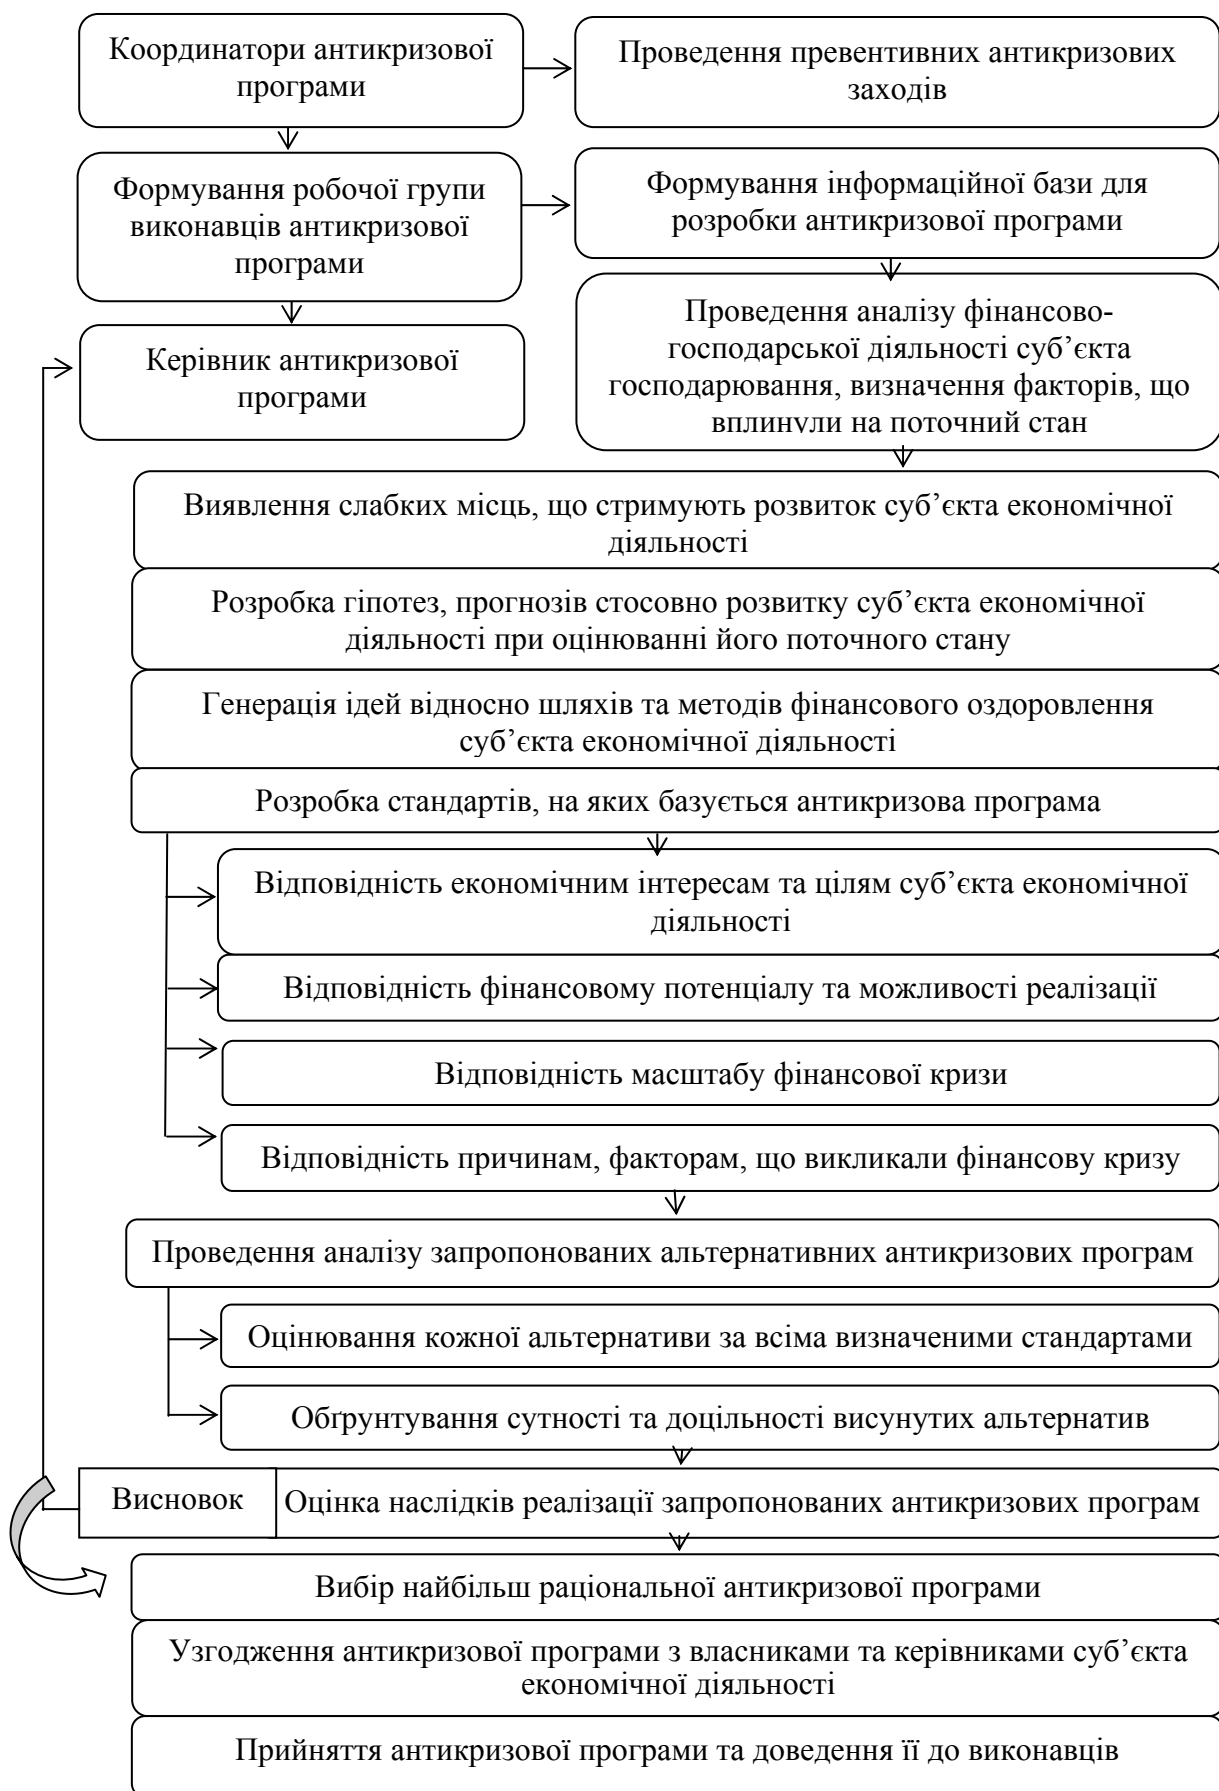 Координатори антикризової
програми
Проведення превентивних антикризових
заходів
Формування робочої групи
виконавців антикризової
програми
Формування інформаційної бази для
розробки антикризової програми
Керівник антикризової
програми
Проведення аналізу фінансово-
господарської діяльності суб’єкта
господарювання, визначення факторів, що
вплинули на поточний стан
Виявлення слабких місць, що стримують розвиток суб’єкта економічної
діяльності
Розробка гіпотез, прогнозів стосовно розвитку суб’єкта економічної
діяльності при оцінюванні його поточного стану
Генерація ідей відносно шляхів та методів фінансового оздоровлення
суб’єкта економічної діяльності
Розробка стандартів, на яких базується антикризова програма
Відповідність економічним інтересам та цілям суб’єкта економічної
діяльності
Відповідність фінансовому потенціалу та можливості реалізації
Відповідність масштабу фінансової кризи
Відповідність причинам, факторам, що викликали фінансову кризу
Проведення аналізу запропонованих альтернативних антикризових програм
Оцінювання кожної альтернативи за всіма визначеними стандартами
Обґрунтування сутності та доцільності висунутих альтернатив
Висновок
Оцінка наслідків реалізації запропонованих антикризових програм
Вибір найбільш раціональної антикризової програми
Узгодження антикризової програми з власниками та керівниками суб’єкта
економічної діяльності
Прийняття антикризової програми та доведення її до виконавців